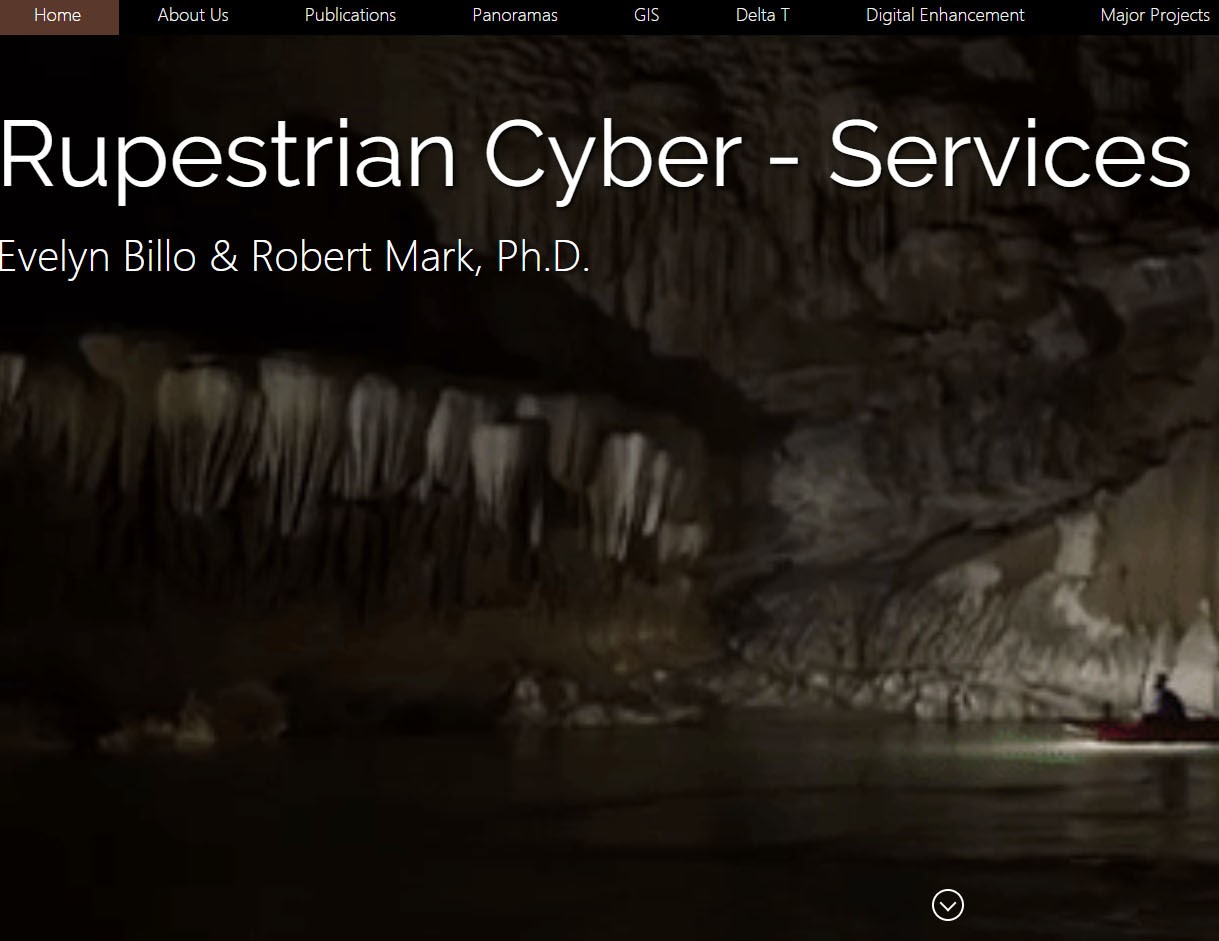 Home About Us Publications Panoramas GIS Delta T Digital Enhancement Major Projects
Rupestrian Cyber - Services
Evelyn Billo & Robert Mark, Ph.D.